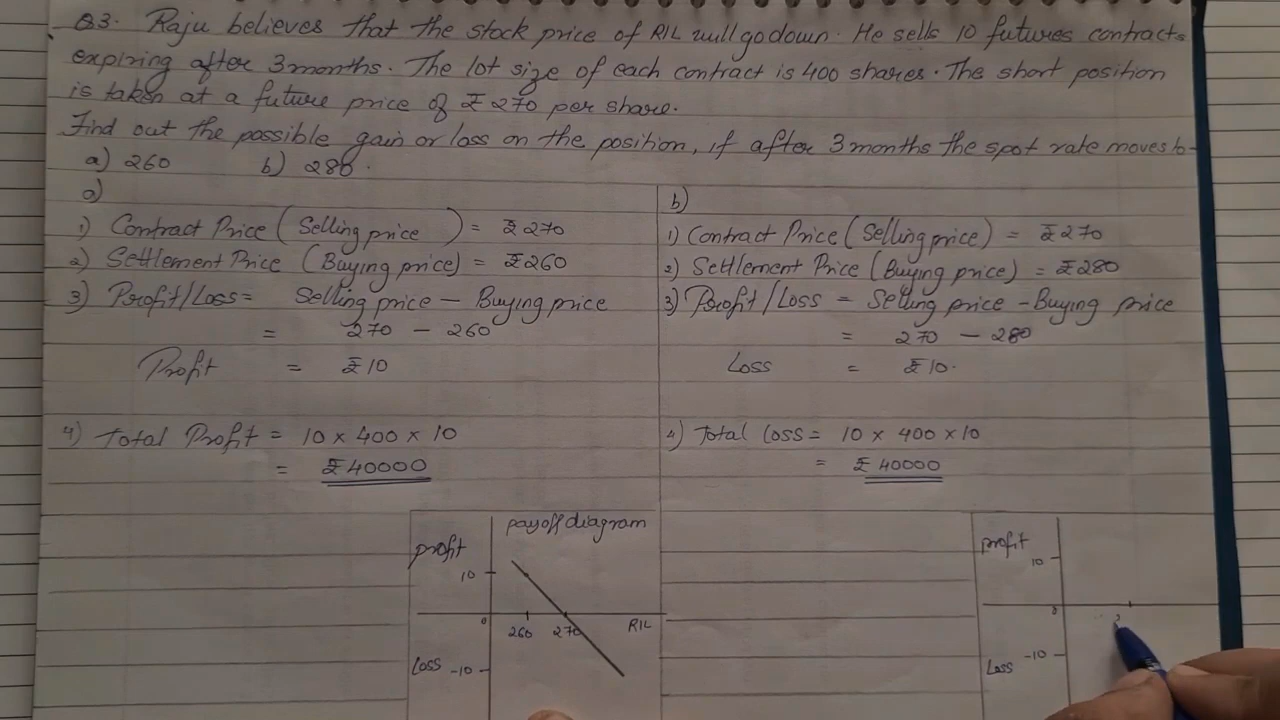 Q3. Raju believes that the stock price of RIL will go down. He sells 10 futures contracts
expiring after 3 months. The lot size of each contract is 400 shares. The short position
is taken at a future price of ₹270 per share.
Find out the possible gain or loss on the position, if after 3 months the spot rate moves to-
a) 260 b) 280.
a)
1) Contract Price (Selling price) = ₹270
2) Settlement Price (Buying price) = ₹260
3) Profit/Loss = Selling price - Buying price
= 270 - 260
Profit = ₹10
4) Total Profit = 10 x 400 x 10
= ₹40000
payoff diagram
profit
10
0
260 270 RIL
Loss -10
b)
1) Contract Price (Selling price) = ₹270
2) Settlement Price (Buying price) = ₹280
3) Profit/Loss = Selling price - Buying price
= 270 - 280
Loss = ₹10.
4) Total Loss = 10 x 400 x 10
= ₹40000
profit
10
0
Loss -10